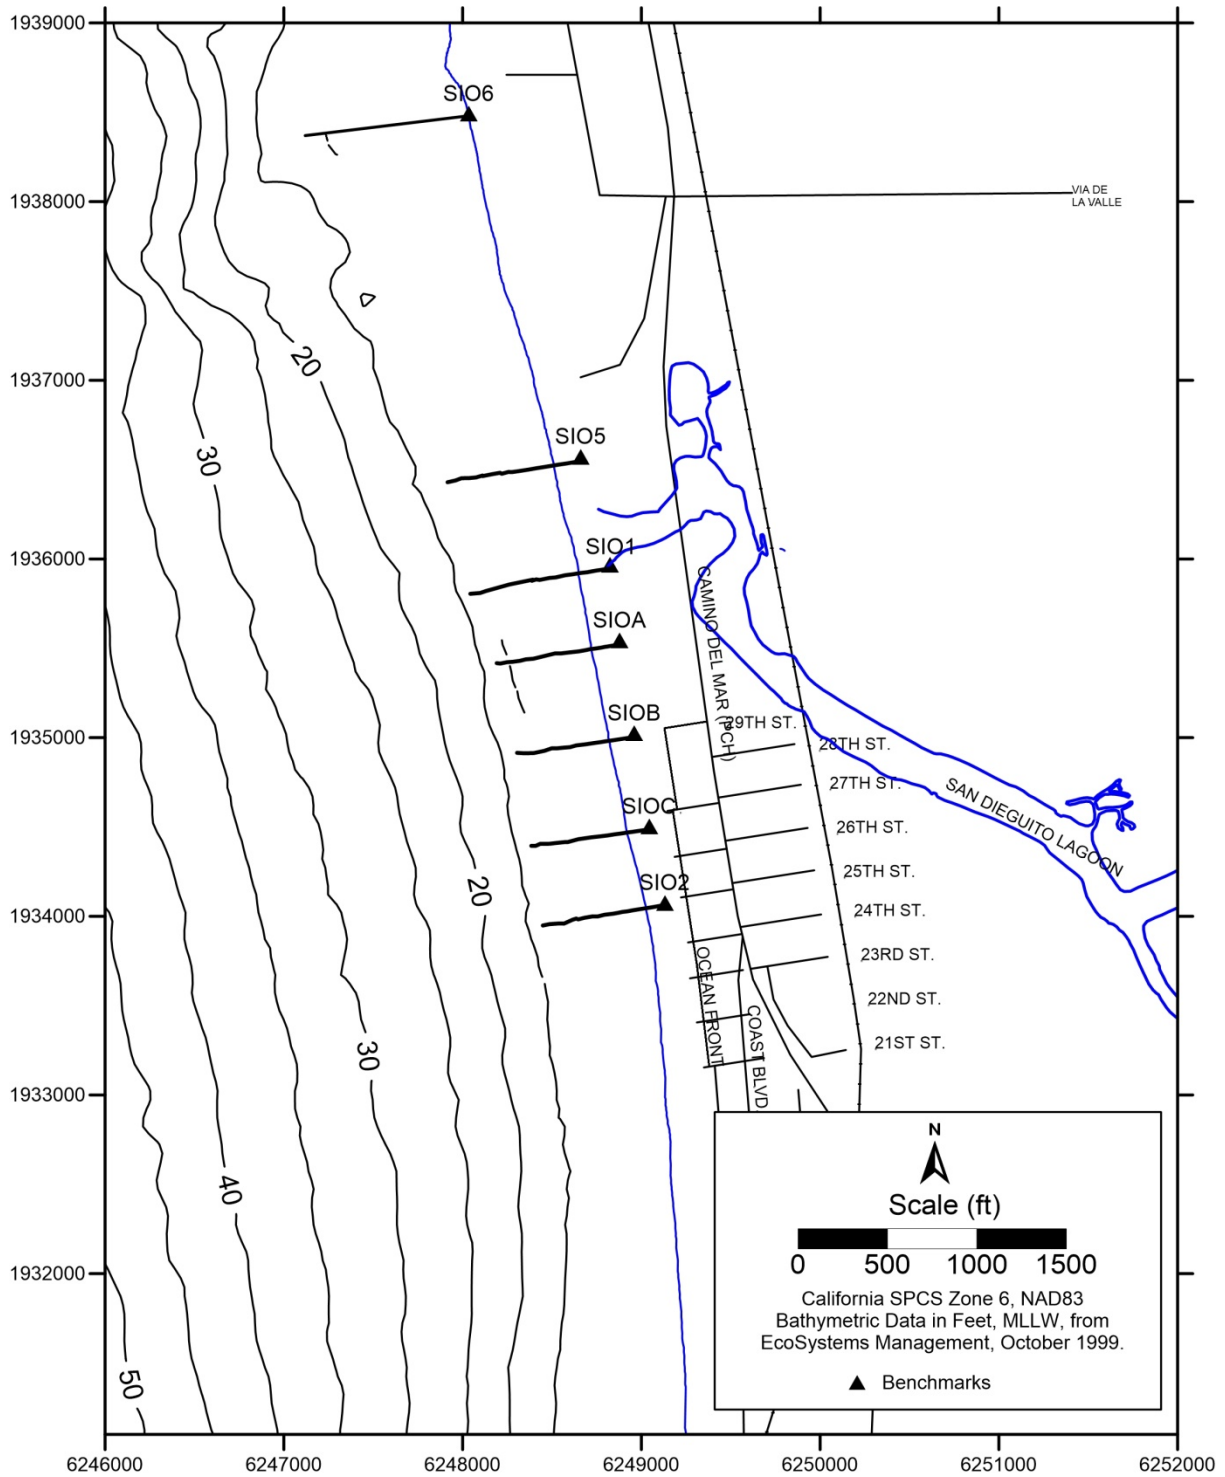 1939000
SIO6
1938000
VIA DE
LA VALLE
20
1937000
30
SIO5
1936000
SIO1
CAMINO DEL MAR (PCH)
SIOA
1935000
SIOB
29TH ST.
28TH ST.
27TH ST.
SAN DIEGUITO LAGOON
SIOC
26TH ST.
25TH ST.
20
SIO2
24TH ST.
1934000
23RD ST.
OCEAN FRONT
22ND ST.
COAST BLVD
21ST ST.
30
1933000
40
N
Scale (ft)
0 500 1000 1500
1932000
California SPCS Zone 6, NAD83
Bathymetric Data in Feet, MLLW, from
EcoSystems Management, October 1999.
50
Benchmarks
6246000 6247000 6248000 6249000 6250000 6251000 6252000